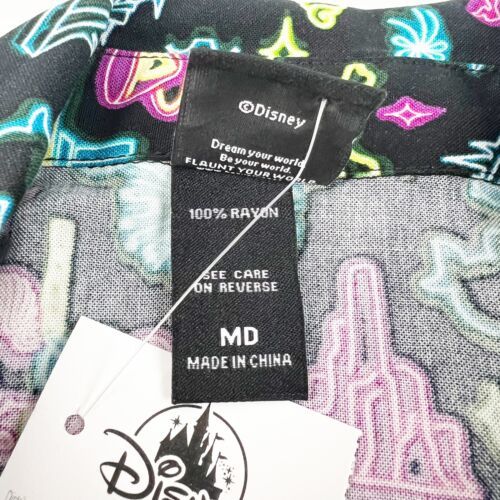 ©Disney
Dream your world.
Be your world.
FLAUNT YOUR WORLD.
100% RAYON
SEE CARE
ON REVERSE
MD
MADE IN CHINA
Disn